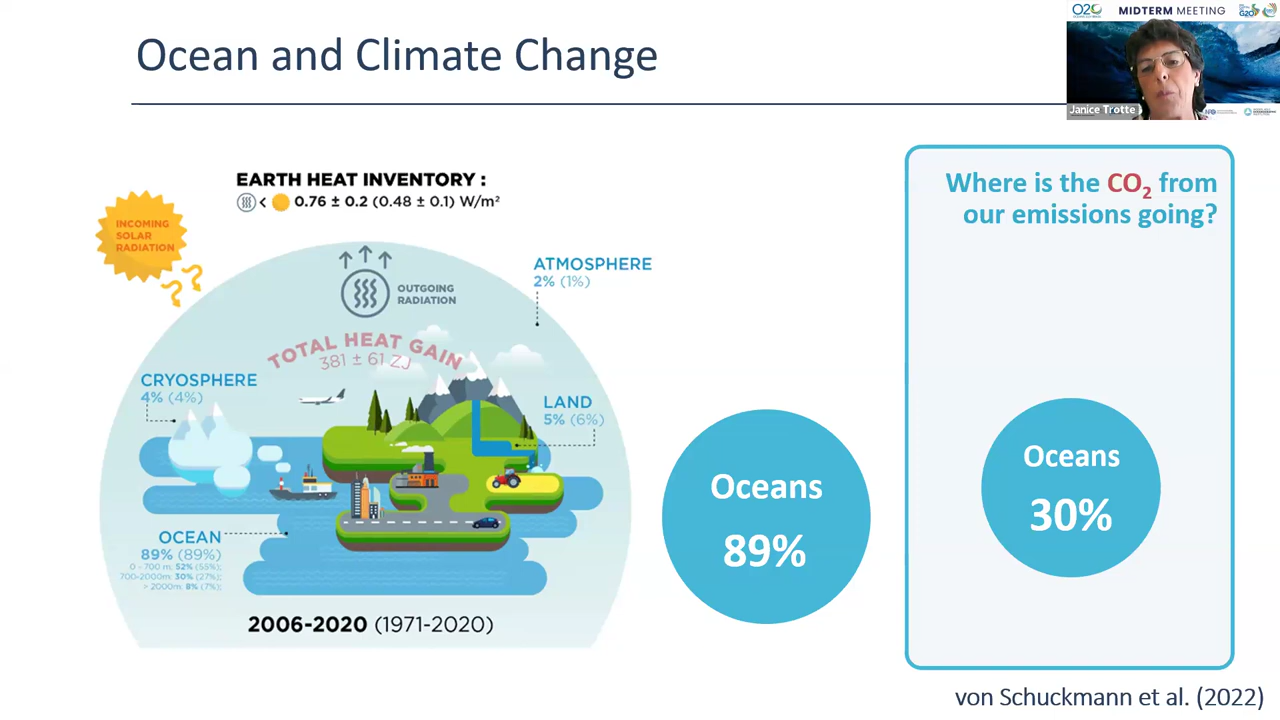 Ocean and Climate Change
O20
MIDTERM MEETING
G20
Janice Trotte
EARTH HEAT INVENTORY :
< 0.76 ± 0.2 (0.48 ± 0.1) W/m²
INCOMING
SOLAR
RADIATION
OUTGOING
RADIATION
ATMOSPHERE
2% (1%)
TOTAL HEAT GAIN
381 ± 61 ZJ
CRYOSPHERE
4% (4%)
LAND
5% (6%)
OCEAN
89% (89%)
0 - 700 m: 52% (55%);
700-2000m: 30% (27%);
> 2000m: 8% (7%);
2006-2020 (1971-2020)
Oceans
89%
Where is the CO₂ from
our emissions going?
Oceans
30%
von Schuckmann et al. (2022)